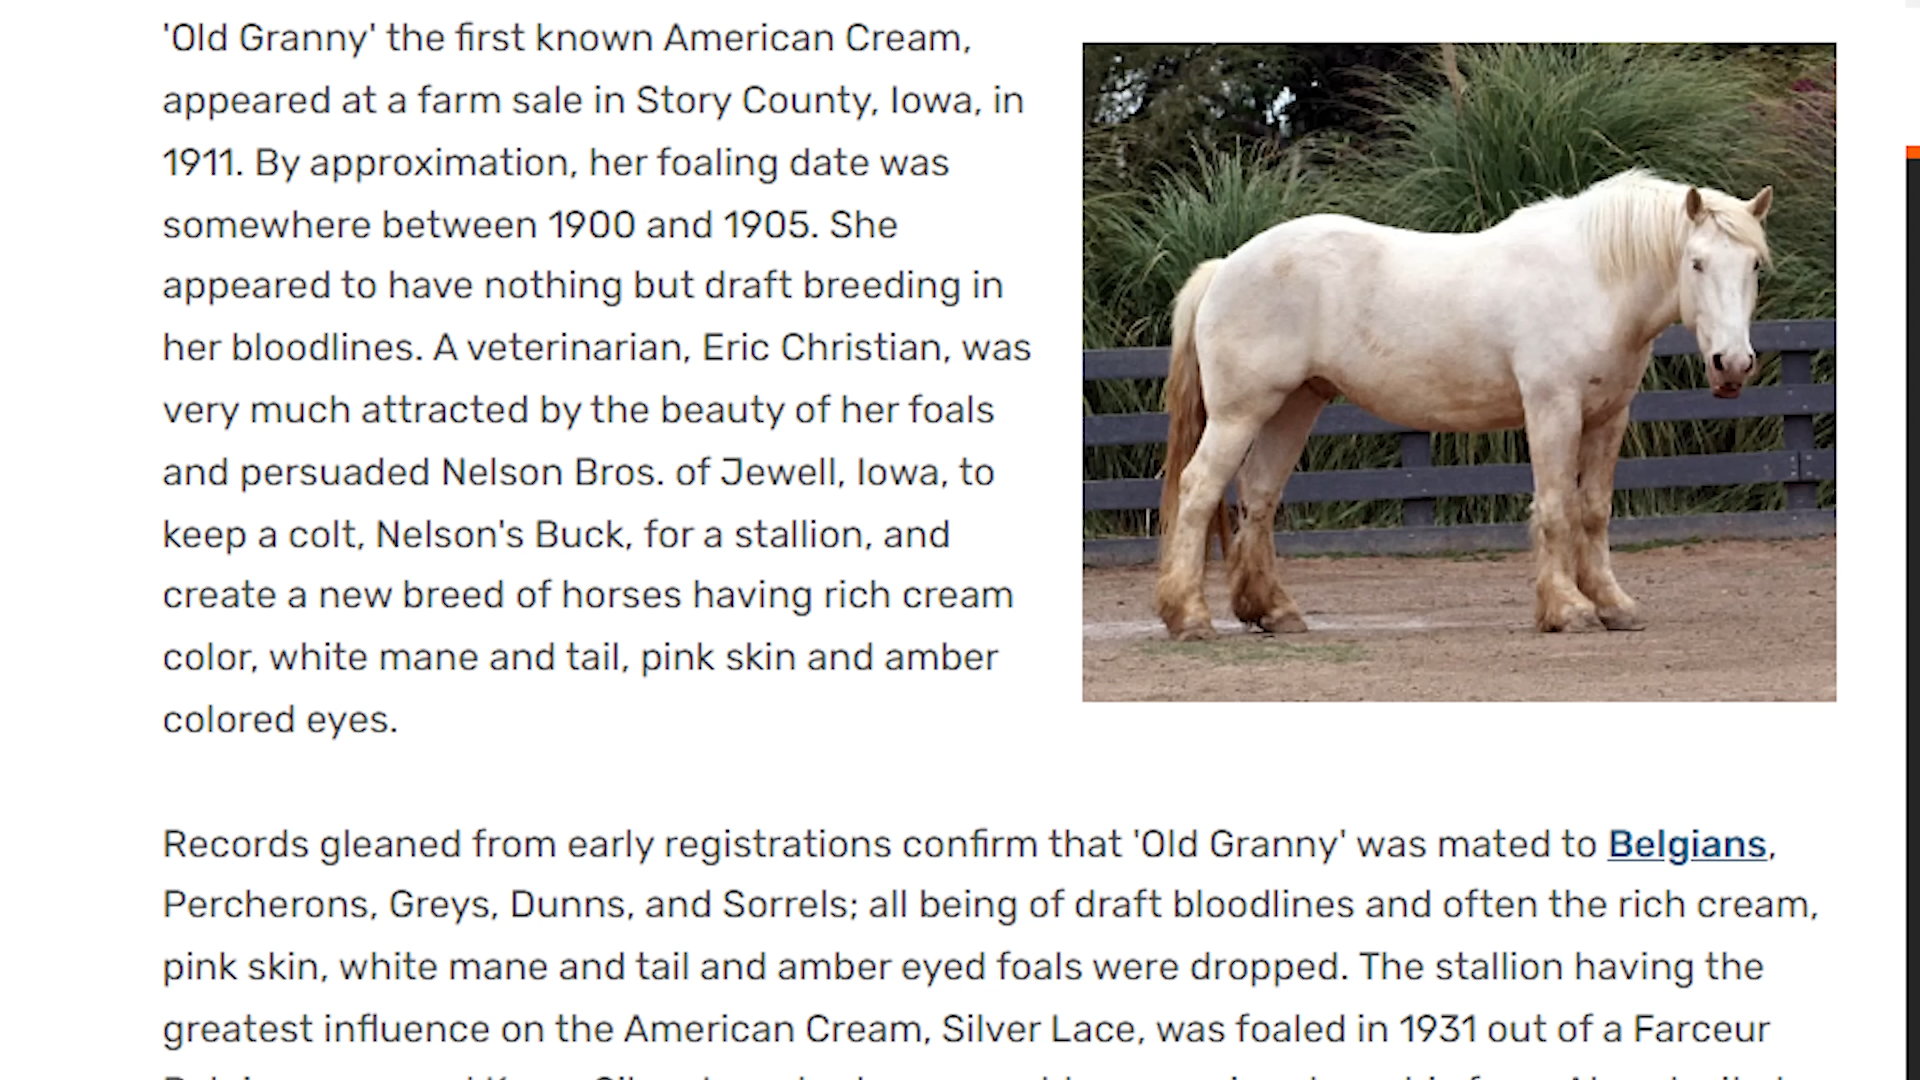 'Old Granny' the first known American Cream,
appeared at a farm sale in Story County, Iowa, in
1911. By approximation, her foaling date was
somewhere between 1900 and 1905. She
appeared to have nothing but draft breeding in
her bloodlines. A veterinarian, Eric Christian, was
very much attracted by the beauty of her foals
and persuaded Nelson Bros. of Jewell, Iowa, to
keep a colt, Nelson's Buck, for a stallion, and
create a new breed of horses having rich cream
color, white mane and tail, pink skin and amber
colored eyes.
Records gleaned from early registrations confirm that 'Old Granny' was mated to Belgians,
Percherons, Greys, Dunns, and Sorrels; all being of draft bloodlines and often the rich cream,
pink skin, white mane and tail and amber eyed foals were dropped. The stallion having the
greatest influence on the American Cream, Silver Lace, was foaled in 1931 out of a Farceur